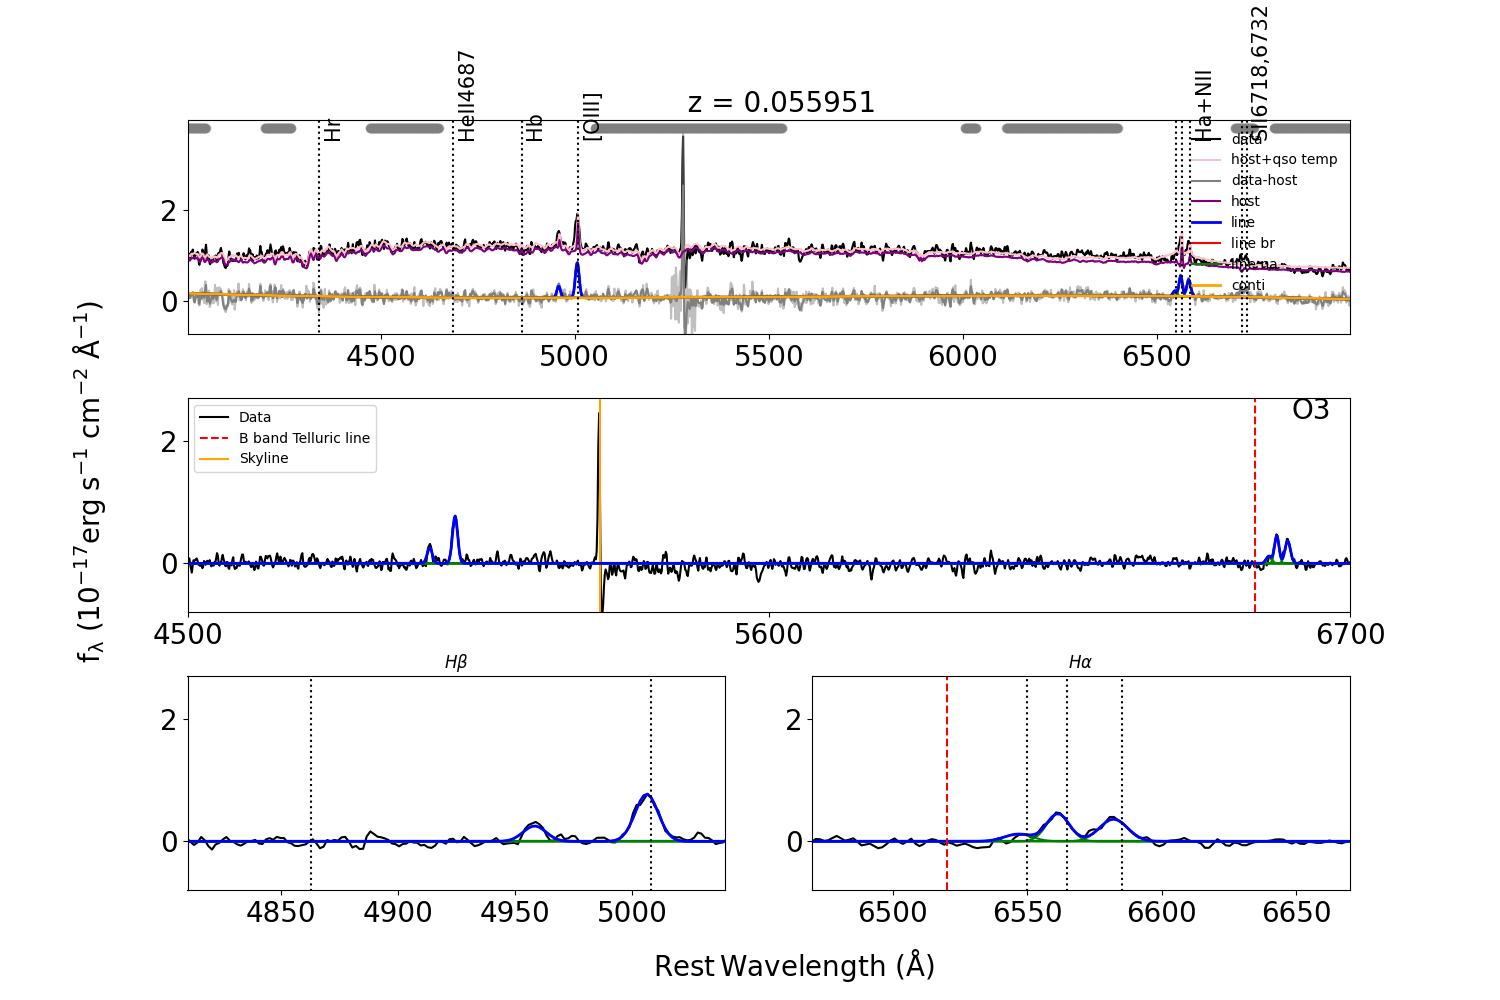 z = 0.055951
Hr
HeII4687
Hb
[OIII]
Ha+NII
SII6718,6732
data
host+qso temp
data-host
host
line
line br
line na
conti
2
0
4500 5000 5500 6000 6500
O3
Data
B band Telluric line
Skyline
2
0
4500 5600 6700
fλ (10⁻¹⁷erg s⁻¹ cm⁻² Å⁻¹)
Hβ
2
0
4850 4900 4950 5000
Hα
2
0
6500 6550 6600 6650
Rest Wavelength (Å)